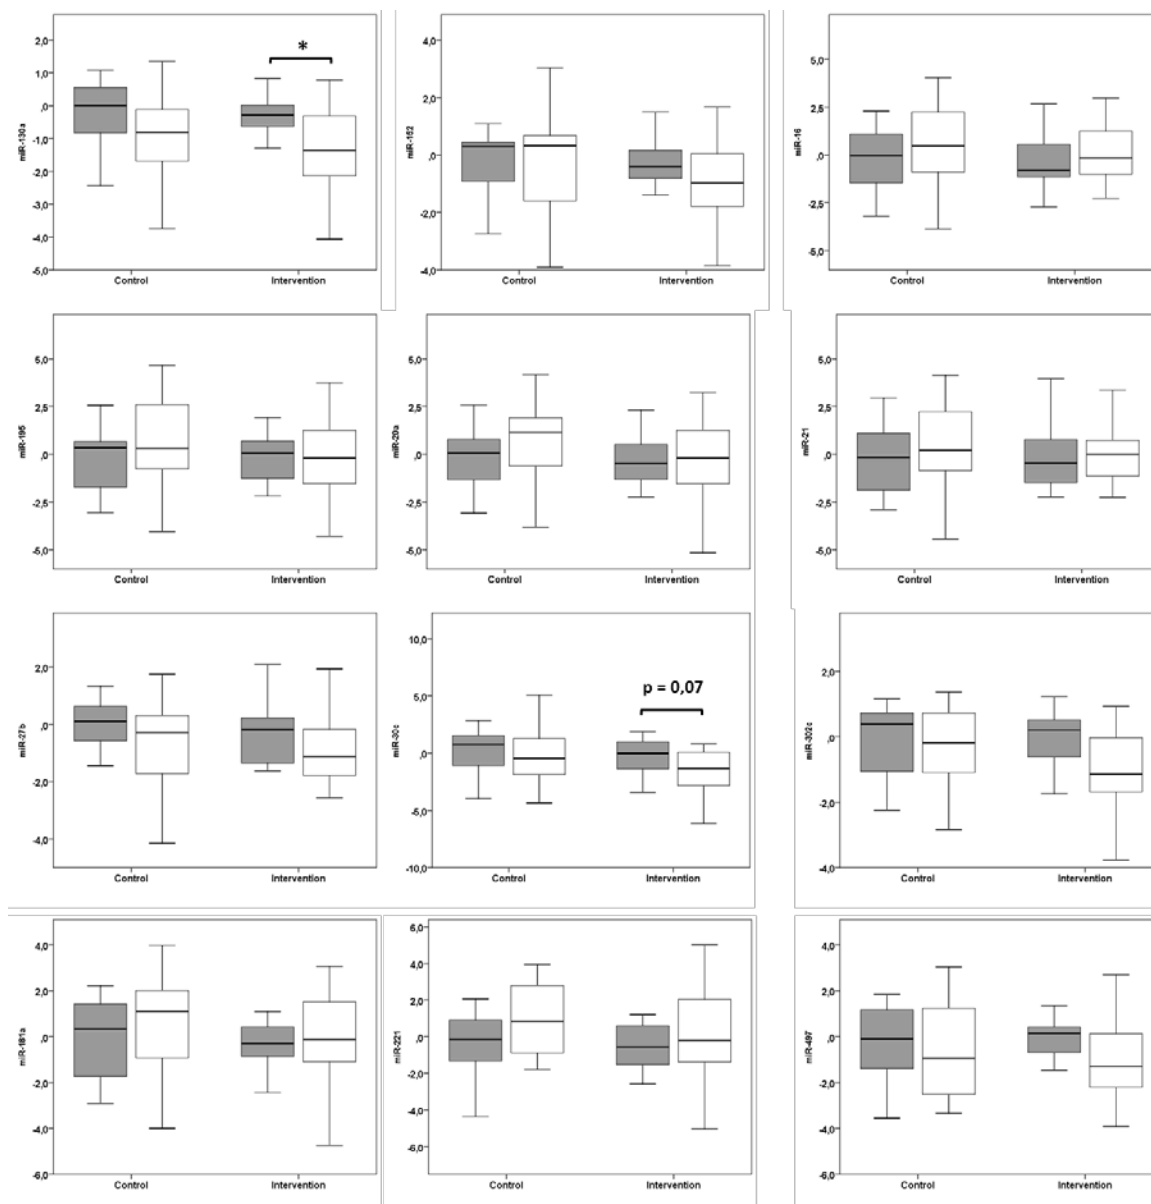 2,0
1,0
,0
-1,0
-2,0
-3,0
-4,0
-5,0
miR-130a
*
Control
Intervention
4,0
2,0
,0
-2,0
-4,0
Control
Intervention
5,0
2,5
,0
-2,5
-5,0
miR-16
Control
Intervention
5,0
2,5
,0
-2,5
-5,0
miR-195
Control
Intervention
5,0
2,5
,0
-2,5
-5,0
miR-20a
Control
Intervention
5,0
2,5
,0
-2,5
-5,0
miR-21
Control
Intervention
2,0
,0
-2,0
-4,0
miR-27b
Control
Intervention
10,0
5,0
,0
-5,0
-10,0
miR-30c
p = 0,07
Control
Intervention
2,0
,0
-2,0
-4,0
miR-302c
Control
Intervention
4,0
2,0
,0
-2,0
-4,0
-6,0
miR-181a
Control
Intervention
6,0
4,0
2,0
,0
-2,0
-4,0
-6,0
miR-221
Control
Intervention
4,0
2,0
,0
-2,0
-4,0
-6,0
miR-497
Control
Intervention